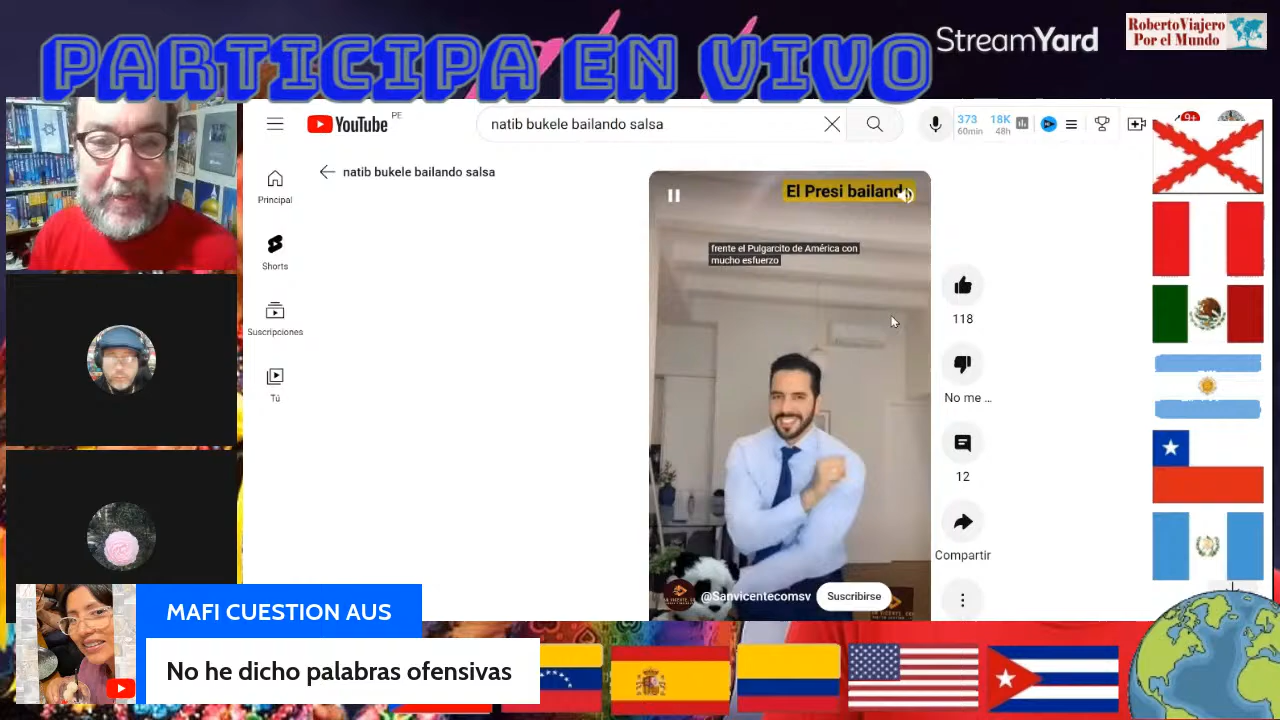 PARTICIPA EN VIVO
StreamYard
RobertoViajero
Por el Mundo
YouTube
PE
natib bukele bailando salsa
373
60min
18K
48h
9+
natib bukele bailando salsa
Principal
Shorts
Suscripciones
Tú
El Presi bailand
frente el Pulgarcito de América con
mucho esfuerzo
118
No me ...
12
Compartir
@Sanvicentecomsv
Suscribirse
MAFI CUESTION AUS
No he dicho palabras ofensivas